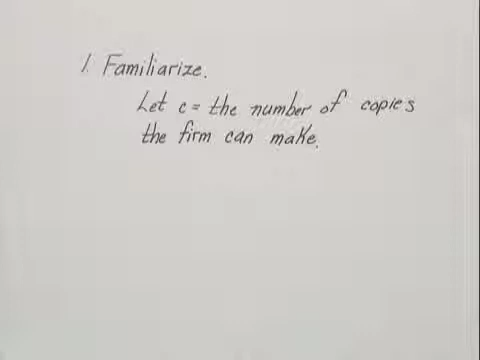 1. Familiarize.
Let c = the number of copies
the firm can make.